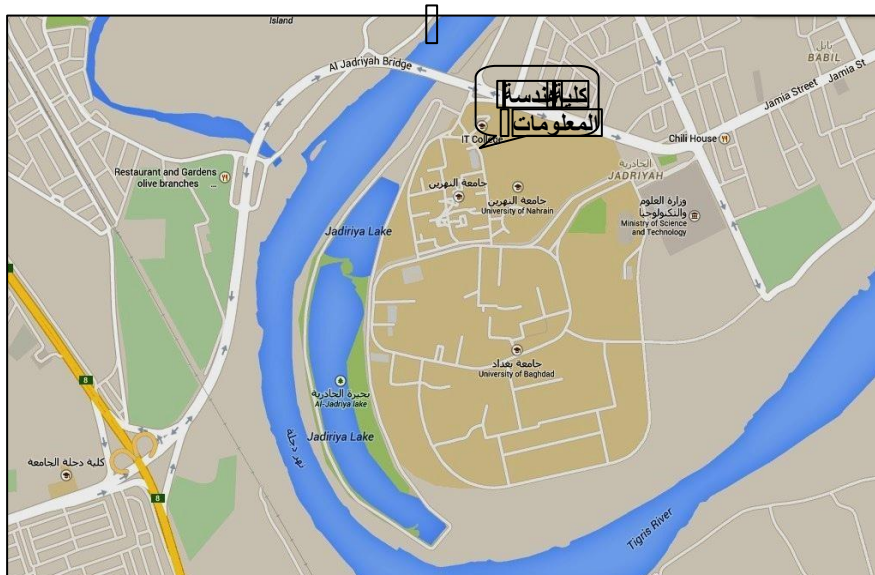 Island
Al Jadriyah Bridge
بابل
BABIL
Jamia Street
Jamia St
كلية هندسة
المعلومات
IT College
Chili House
الجادرية
JADRIYAH
Restaurant and Gardens
olive branches ...
جامعة النهرين
جامعة النهرين
University of Nahrain
وزارة العلوم
والتكنولوجيا
Ministry of Science
and Technology
Jadiriya Lake
جامعة بغداد
University of Baghdad
8
بحيرة الجادرية
Al-Jadriya lake
Jadiriya Lake
نهر دجلة
كلية دجلة الجامعة
8
Tigris River